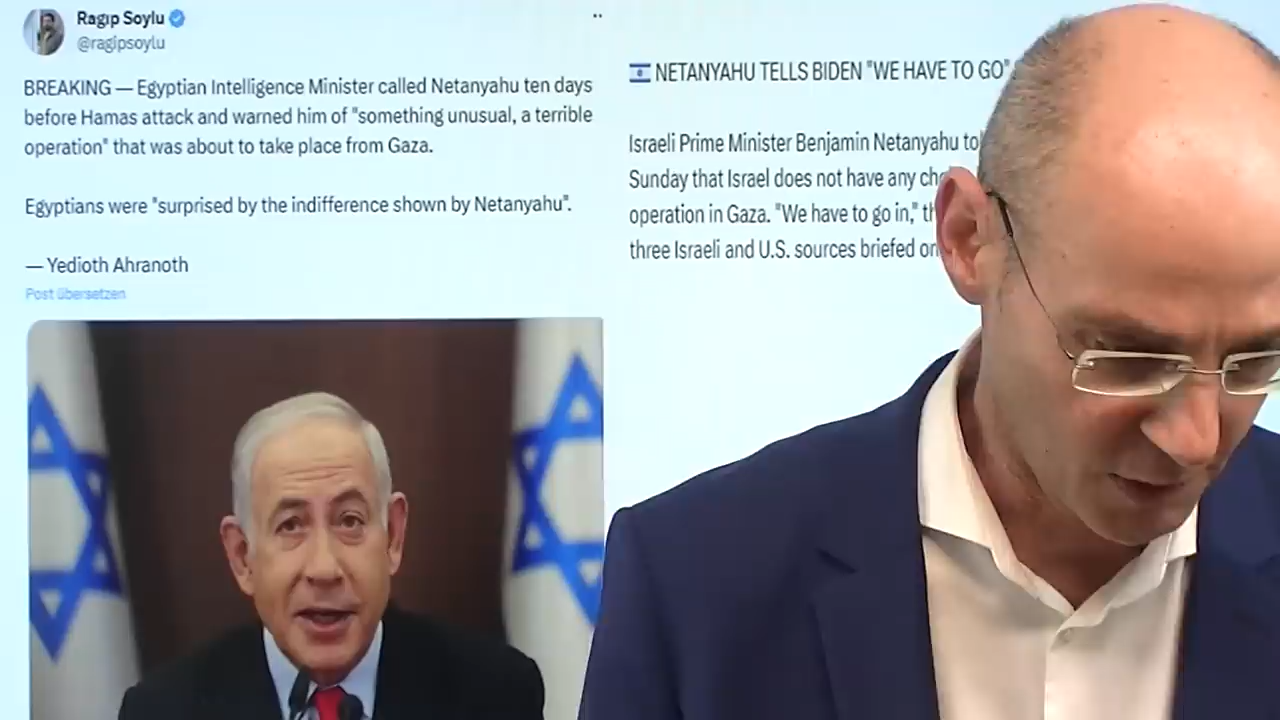 Ragıp Soylu
@ragipsoylu
BREAKING — Egyptian Intelligence Minister called Netanyahu ten days
before Hamas attack and warned him of "something unusual, a terrible
operation" that was about to take place from Gaza.
Egyptians were "surprised by the indifference shown by Netanyahu".
— Yedioth Ahranoth
Post übersetzen
NETANYAHU TELLS BIDEN "WE HAVE TO GO"
Israeli Prime Minister Benjamin Netanyahu
Sunday that Israel does not have any
operation in Gaza. "We have to go in,"
three Israeli and U.S. sources briefed